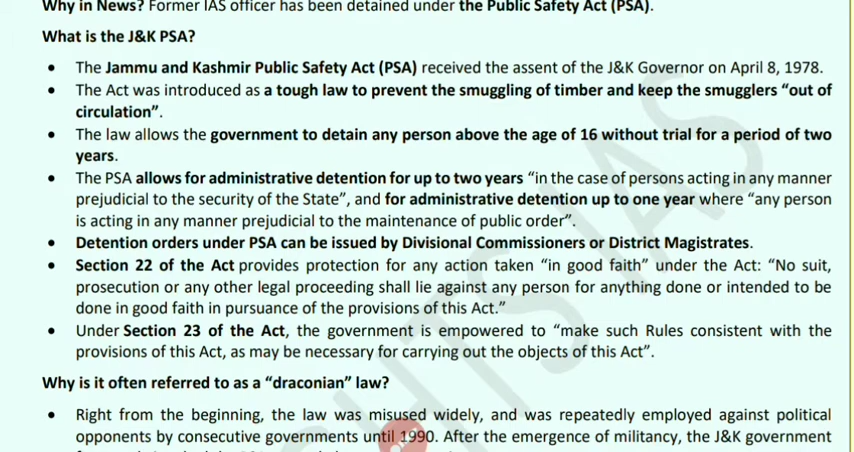 Why in News? Former IAS officer has been detained under the Public Safety Act (PSA).
What is the J&K PSA?
• The Jammu and Kashmir Public Safety Act (PSA) received the assent of the J&K Governor on April 8, 1978.
• The Act was introduced as a tough law to prevent the smuggling of timber and keep the smugglers “out of
circulation”.
• The law allows the government to detain any person above the age of 16 without trial for a period of two
years.
• The PSA allows for administrative detention for up to two years “in the case of persons acting in any manner
prejudicial to the security of the State”, and for administrative detention up to one year where “any person
is acting in any manner prejudicial to the maintenance of public order”.
• Detention orders under PSA can be issued by Divisional Commissioners or District Magistrates.
• Section 22 of the Act provides protection for any action taken “in good faith” under the Act: “No suit,
prosecution or any other legal proceeding shall lie against any person for anything done or intended to be
done in good faith in pursuance of the provisions of this Act.”
• Under Section 23 of the Act, the government is empowered to “make such Rules consistent with the
provisions of this Act, as may be necessary for carrying out the objects of this Act”.
Why is it often referred to as a “draconian” law?
• Right from the beginning, the law was misused widely, and was repeatedly employed against political
opponents by consecutive governments until 1990. After the emergence of militancy, the J&K government
HTS IAS